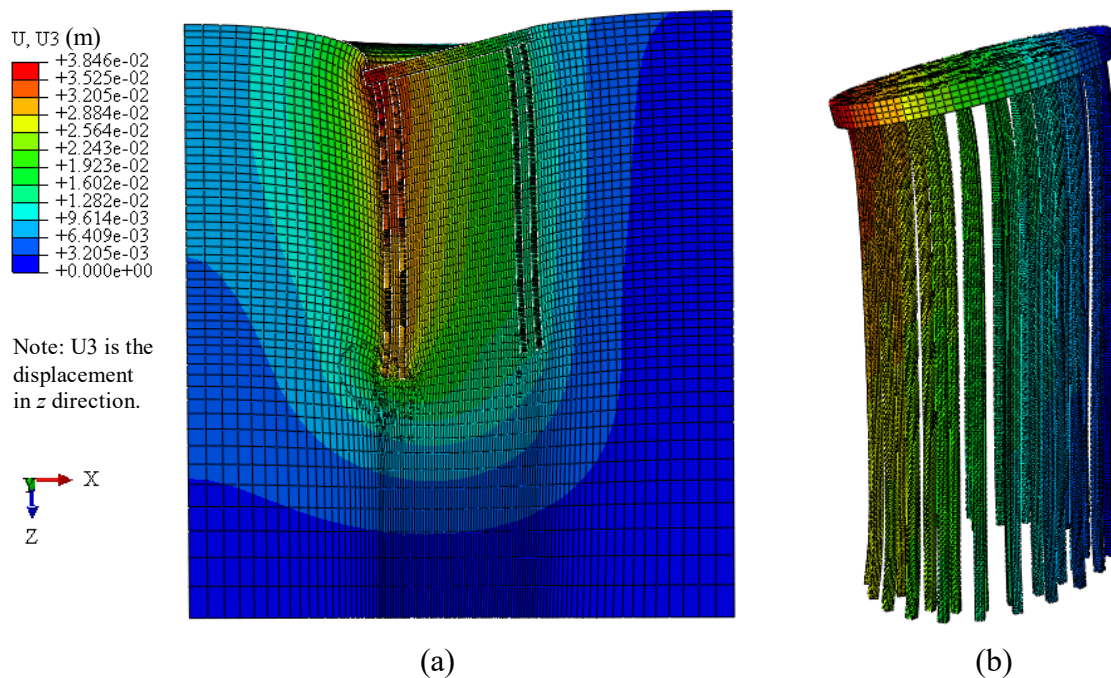 U, U3 (m)
+3.846e-02
+3.525e-02
+3.205e-02
+2.884e-02
+2.564e-02
+2.243e-02
+1.923e-02
+1.602e-02
+1.282e-02
+9.614e-03
+6.409e-03
+3.205e-03
+0.000e+00
Note: U3 is the
displacement
in z direction.
X
Z
(a)
(b)